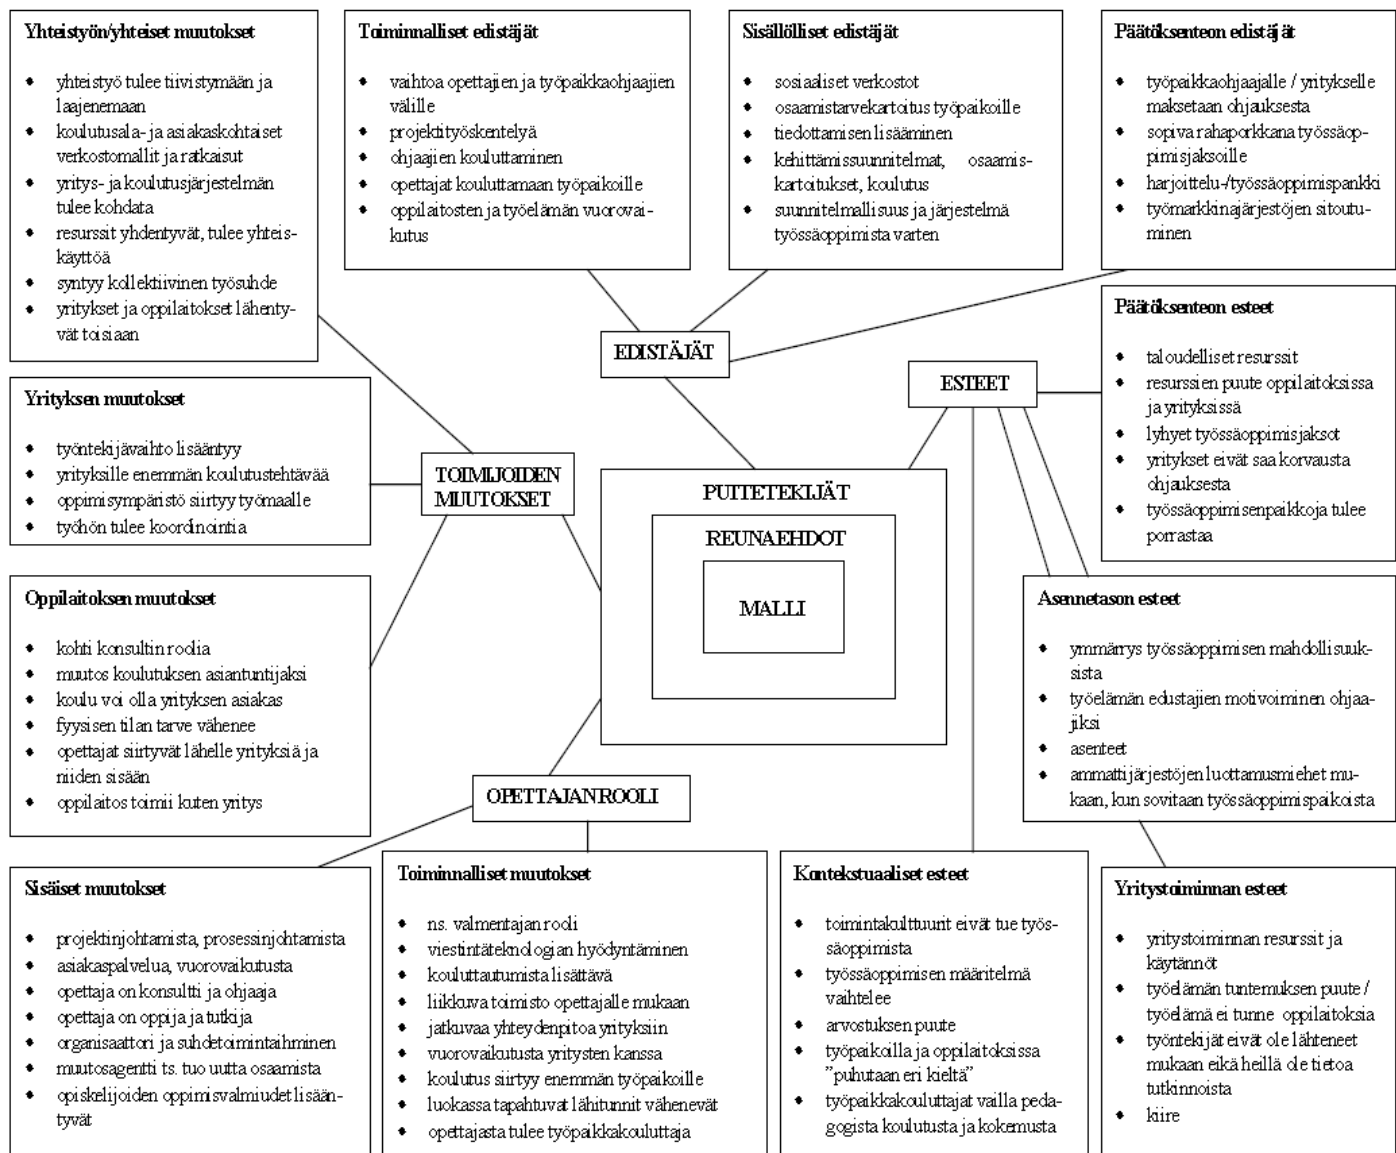 Yhteistyön/yhteiset muutokset
• yhteistyö tulee tiivistymään ja
laajenemaan
• koulutusala- ja asiakaskohtaiset
verkostomallit ja ratkaisut
• yritys- ja koulutusjärjestelmän
tulee kohdata
• resurssit yhdentyvät, tulee yhteis-
käyttöä
• syntyy kollektiivinen työsuhde
• yritykset ja oppilaitokset lähenty-
vät toisiaan
Toiminnalliset edistäjät
• vaihtoa opettajien ja työpaikkaohjaajien
välille
• projektityöskentelyä
• ohjaajien kouluttaminen
• opettajat kouluttamaan työpaikoille
• oppilaitosten ja työelämän vuorovai-
kutus
Sisällölliset edistäjät
• sosiaaliset verkostot
• osaamistarvekartoitus työpaikoille
• tiedottamisen lisääminen
• kehittämissuunnitelmat, osaamis-
kartoitukset, koulutus
• suunnitelmallisuus ja järjestelmä
työssäoppimista varten
Päätöksenteon edistäjät
• työpaikkaohjaajalle / yritykselle
maksetaan ohjauksesta
• sopiva rahaporkkana työssäop-
pimisjaksoille
• harjoittelu-/työssäoppimispankki
• työmarkkinajärjestöjen sitoutu-
minen
EDISTÄJÄT
ESTEET
Päätöksenteon esteet
• taloudelliset resurssit
• resurssien puute oppilaitoksissa
ja yrityksissä
• lyhyet työssäoppimisjaksot
• yritykset eivät saa korvausta
ohjauksesta
• työssäoppimisenpaikkoja tulee
porrastaa
Yrityksen muutokset
• työntekijävaihto lisääntyy
• yrityksille enemmän koulutustehtävää
• oppimisympäristö siirtyy työmaalle
• työhön tulee koordinointia
TOIMIJOIDEN
MUUTOKSET
PUITETEKIJÄT
REUNAEHDOT
MALLI
Oppilaitoksen muutokset
• kohti konsultin roolia
• muutos koulutuksen asiantuntijaksi
• koulu voi olla yrityksen asiakas
• fyysisen tilan tarve vähenee
• opettajat siirtyvät lähelle yrityksiä ja
niiden sisään
• oppilaitos toimii kuten yritys
Asennetason esteet
• ymmärrys työssäoppimisen mahdollisuuk-
sista
• työelämän edustajien motivoiminen ohjaa-
jiksi
• asenteet
• ammattijärjestöjen luottamusmiehet mu-
kaan, kun sovitaan työssäoppimispaikoista
OPETTAJAN ROOLI
Sisäiset muutokset
• projektinjohtamista, prosessinjohtamista
• asiakaspalvelua, vuorovaikutusta
• opettaja on konsultti ja ohjaaja
• opettaja on oppija ja tutkija
• organisaattori ja suhdetoimintaihminen
• muutosagentti ts. tuo uutta osaamista
• opiskelijoiden oppimisvalmiudet lisään-
tyvät
Toiminnalliset muutokset
• ns. valmentajan rooli
• viestintäteknologian hyödyntäminen
• kouluttautumista lisättävä
• liikkuva toimisto opettajalle mukaan
• jatkuvaa yhteydenpitoa yrityksiin
• vuorovaikutusta yritysten kanssa
• koulutus siirtyy enemmän työpaikoille
• luokassa tapahtuvat lähitunnit vähenevät
• opettajasta tulee työpaikkakouluttaja
Kontekstuaaliset esteet
• toimintakulttuurit eivät tue työs-
säoppimista
• työssäoppimisen määritelmä
vaihtelee
• arvostuksen puute
• työpaikoilla ja oppilaitoksissa
”puhutaan eri kieltä”
• työpaikkakouluttajat vailla peda-
gogista koulutusta ja kokemusta
Yritystoiminnan esteet
• yritystoiminnan resurssit ja
käytännöt
• työelämän tuntemuksen puute /
työelämä ei tunne oppilaitoksia
• työntekijät eivät ole lähteneet
mukaan eikä heillä ole tietoa
tutkinnoista
• kiire